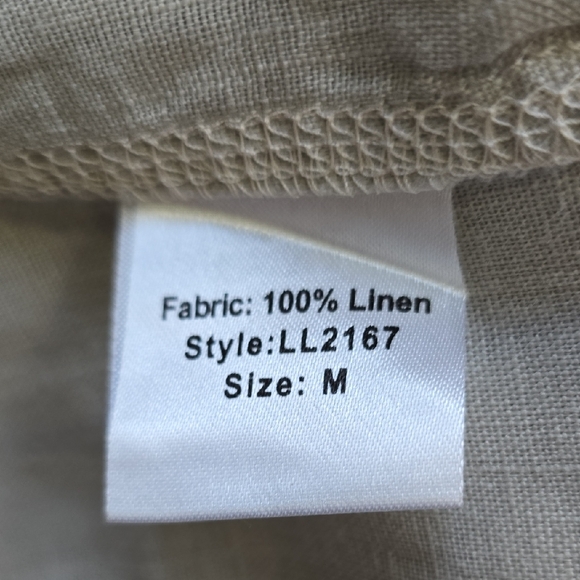 Fabric: 100% Linen
Style:LL2167
Size: M